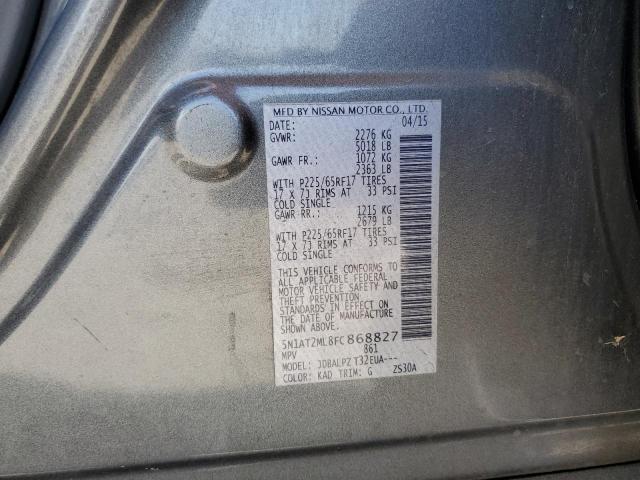 MFD BY NISSAN MOTOR CO., LTD.
DATE: 04/15
GVWR: 2276 KG
5018 LB
GAWR FR.: 1072 KG
2363 LB
WITH P225/65RF17 TIRES
17 X 7J RIMS AT 33 PSI
COLD SINGLE
GAWR RR.: 1215 KG
2679 LB
WITH P225/65RF17 TIRES
17 X 7J RIMS AT 33 PSI
COLD SINGLE
THIS VEHICLE CONFORMS TO
ALL APPLICABLE FEDERAL
MOTOR VEHICLE SAFETY AND
THEFT PREVENTION
STANDARDS IN EFFECT ON
THE DATE OF MANUFACTURE
SHOWN ABOVE.
5N1AT2ML8FC868827
MPV 861
MODEL: JDBALPZ T32EUA---
COLOR: KAD TRIM: G ZS30A